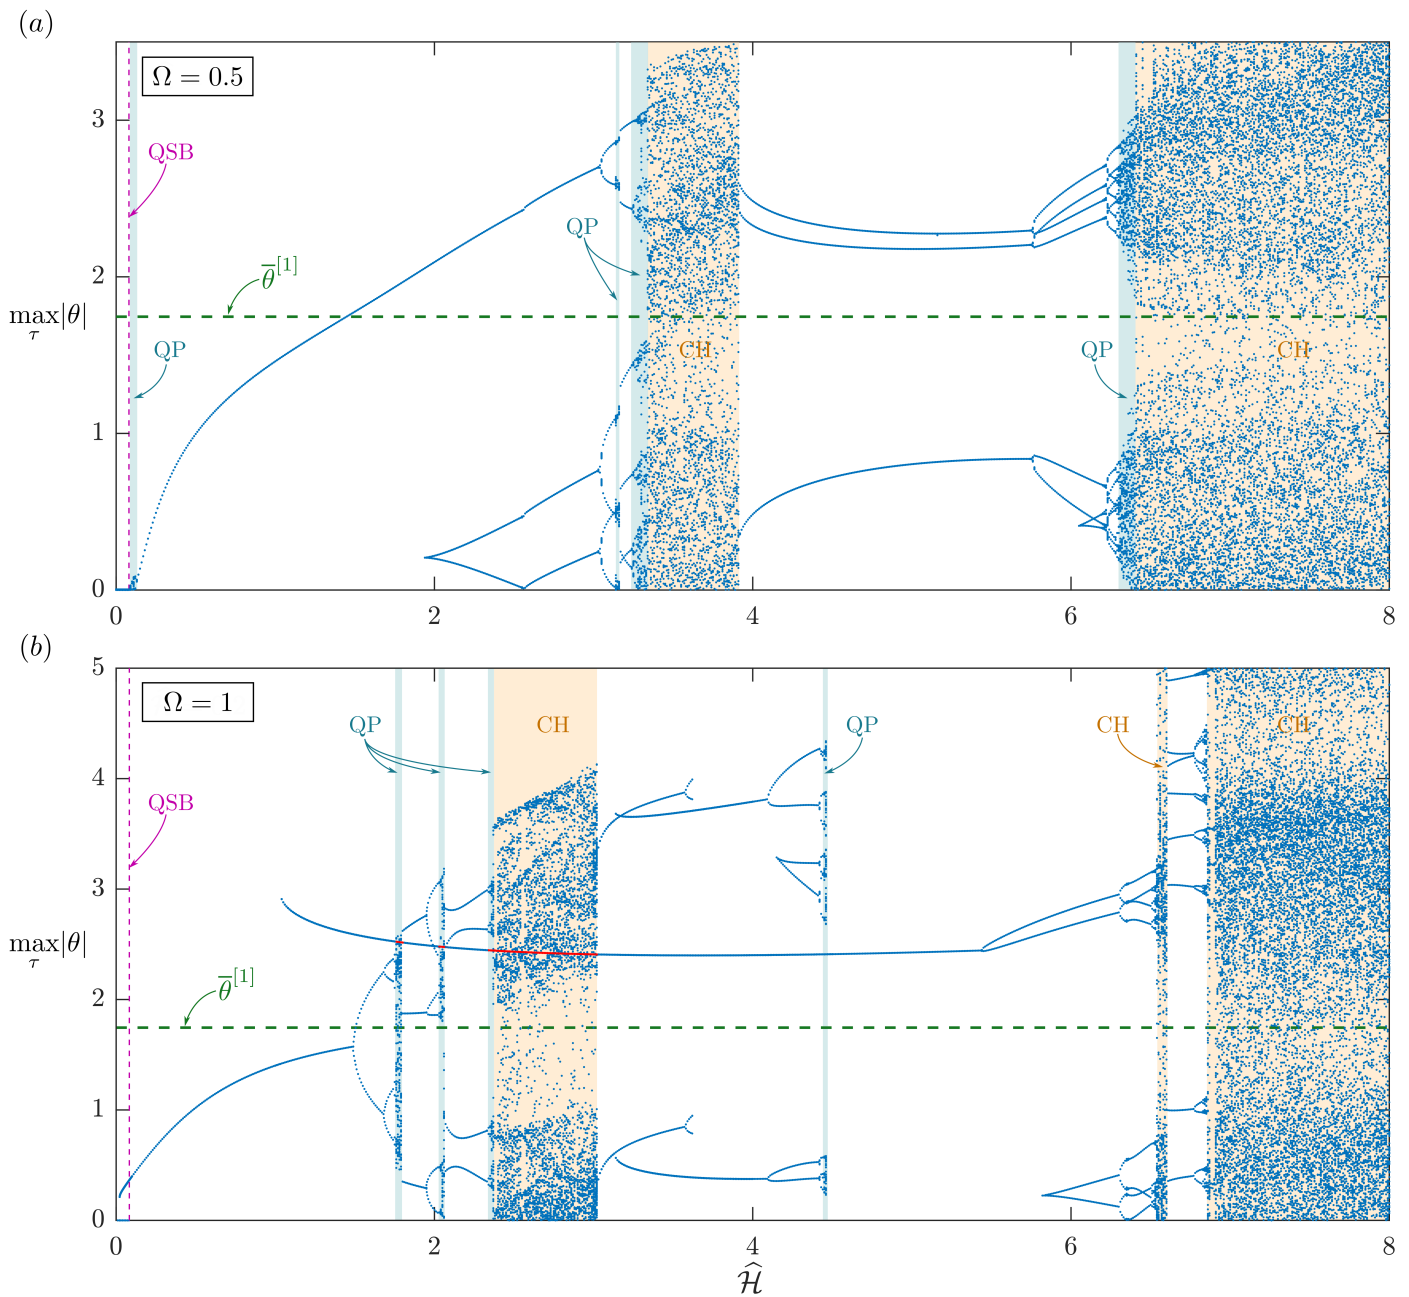 (a)
Ω = 0.5
3
QSB
QP
θ̅[1]
2
max|θ|
τ
QP
CH
QP
CH
1
0
0 2 4 6 8
(b)
5
Ω = 1
QP
CH
QP
CH
CH
4
QSB
3
max|θ|
τ
θ̅[1]
2
1
0
0 2 4 6 8
ℋ̂